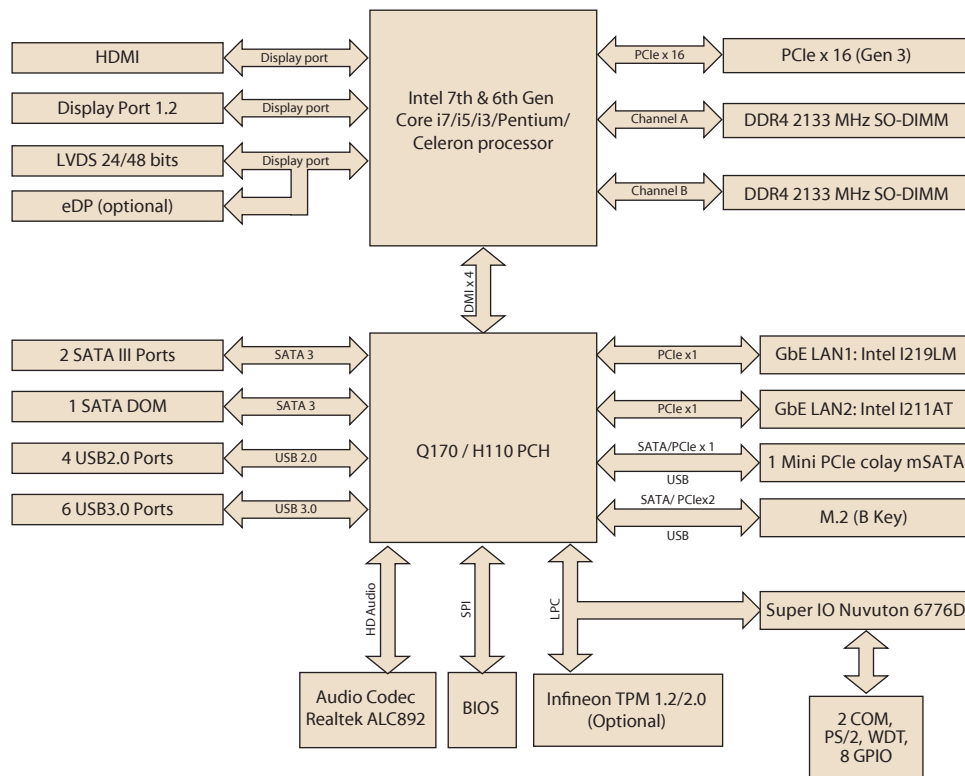 HDMI
Display port
Display Port 1.2
Display port
LVDS 24/48 bits
Display port
eDP (optional)
Intel 7th & 6th Gen
Core i7/i5/i3/Pentium/
Celeron processor
PCIe x 16
PCIe x 16 (Gen 3)
Channel A
DDR4 2133 MHz SO-DIMM
Channel B
DDR4 2133 MHz SO-DIMM
DMI x 4
2 SATA III Ports
SATA 3
1 SATA DOM
SATA 3
4 USB2.0 Ports
USB 2.0
6 USB3.0 Ports
USB 3.0
Q170 / H110 PCH
PCIe x1
GbE LAN1: Intel I219LM
PCIe x1
GbE LAN2: Intel I211AT
SATA/PCIe x 1
USB
1 Mini PCIe colay mSATA
SATA/ PCIex2
USB
M.2 (B Key)
HD Audio
SPI
LPC
Super IO Nuvuton 6776D
Audio Codec
Realtek ALC892
BIOS
Infineon TPM 1.2/2.0
(Optional)
2 COM,
PS/2, WDT,
8 GPIO